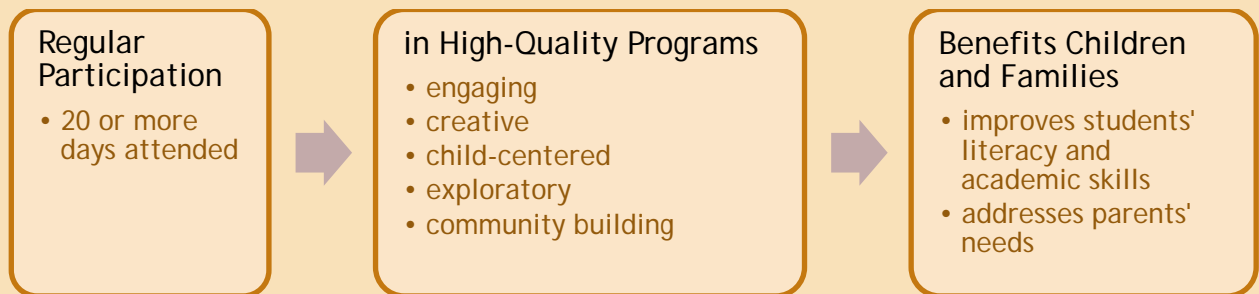 Regular
Participation
• 20 or more
days attended
in High-Quality Programs
• engaging
• creative
• child-centered
• exploratory
• community building
Benefits Children
and Families
• improves students'
literacy and
academic skills
• addresses parents'
needs